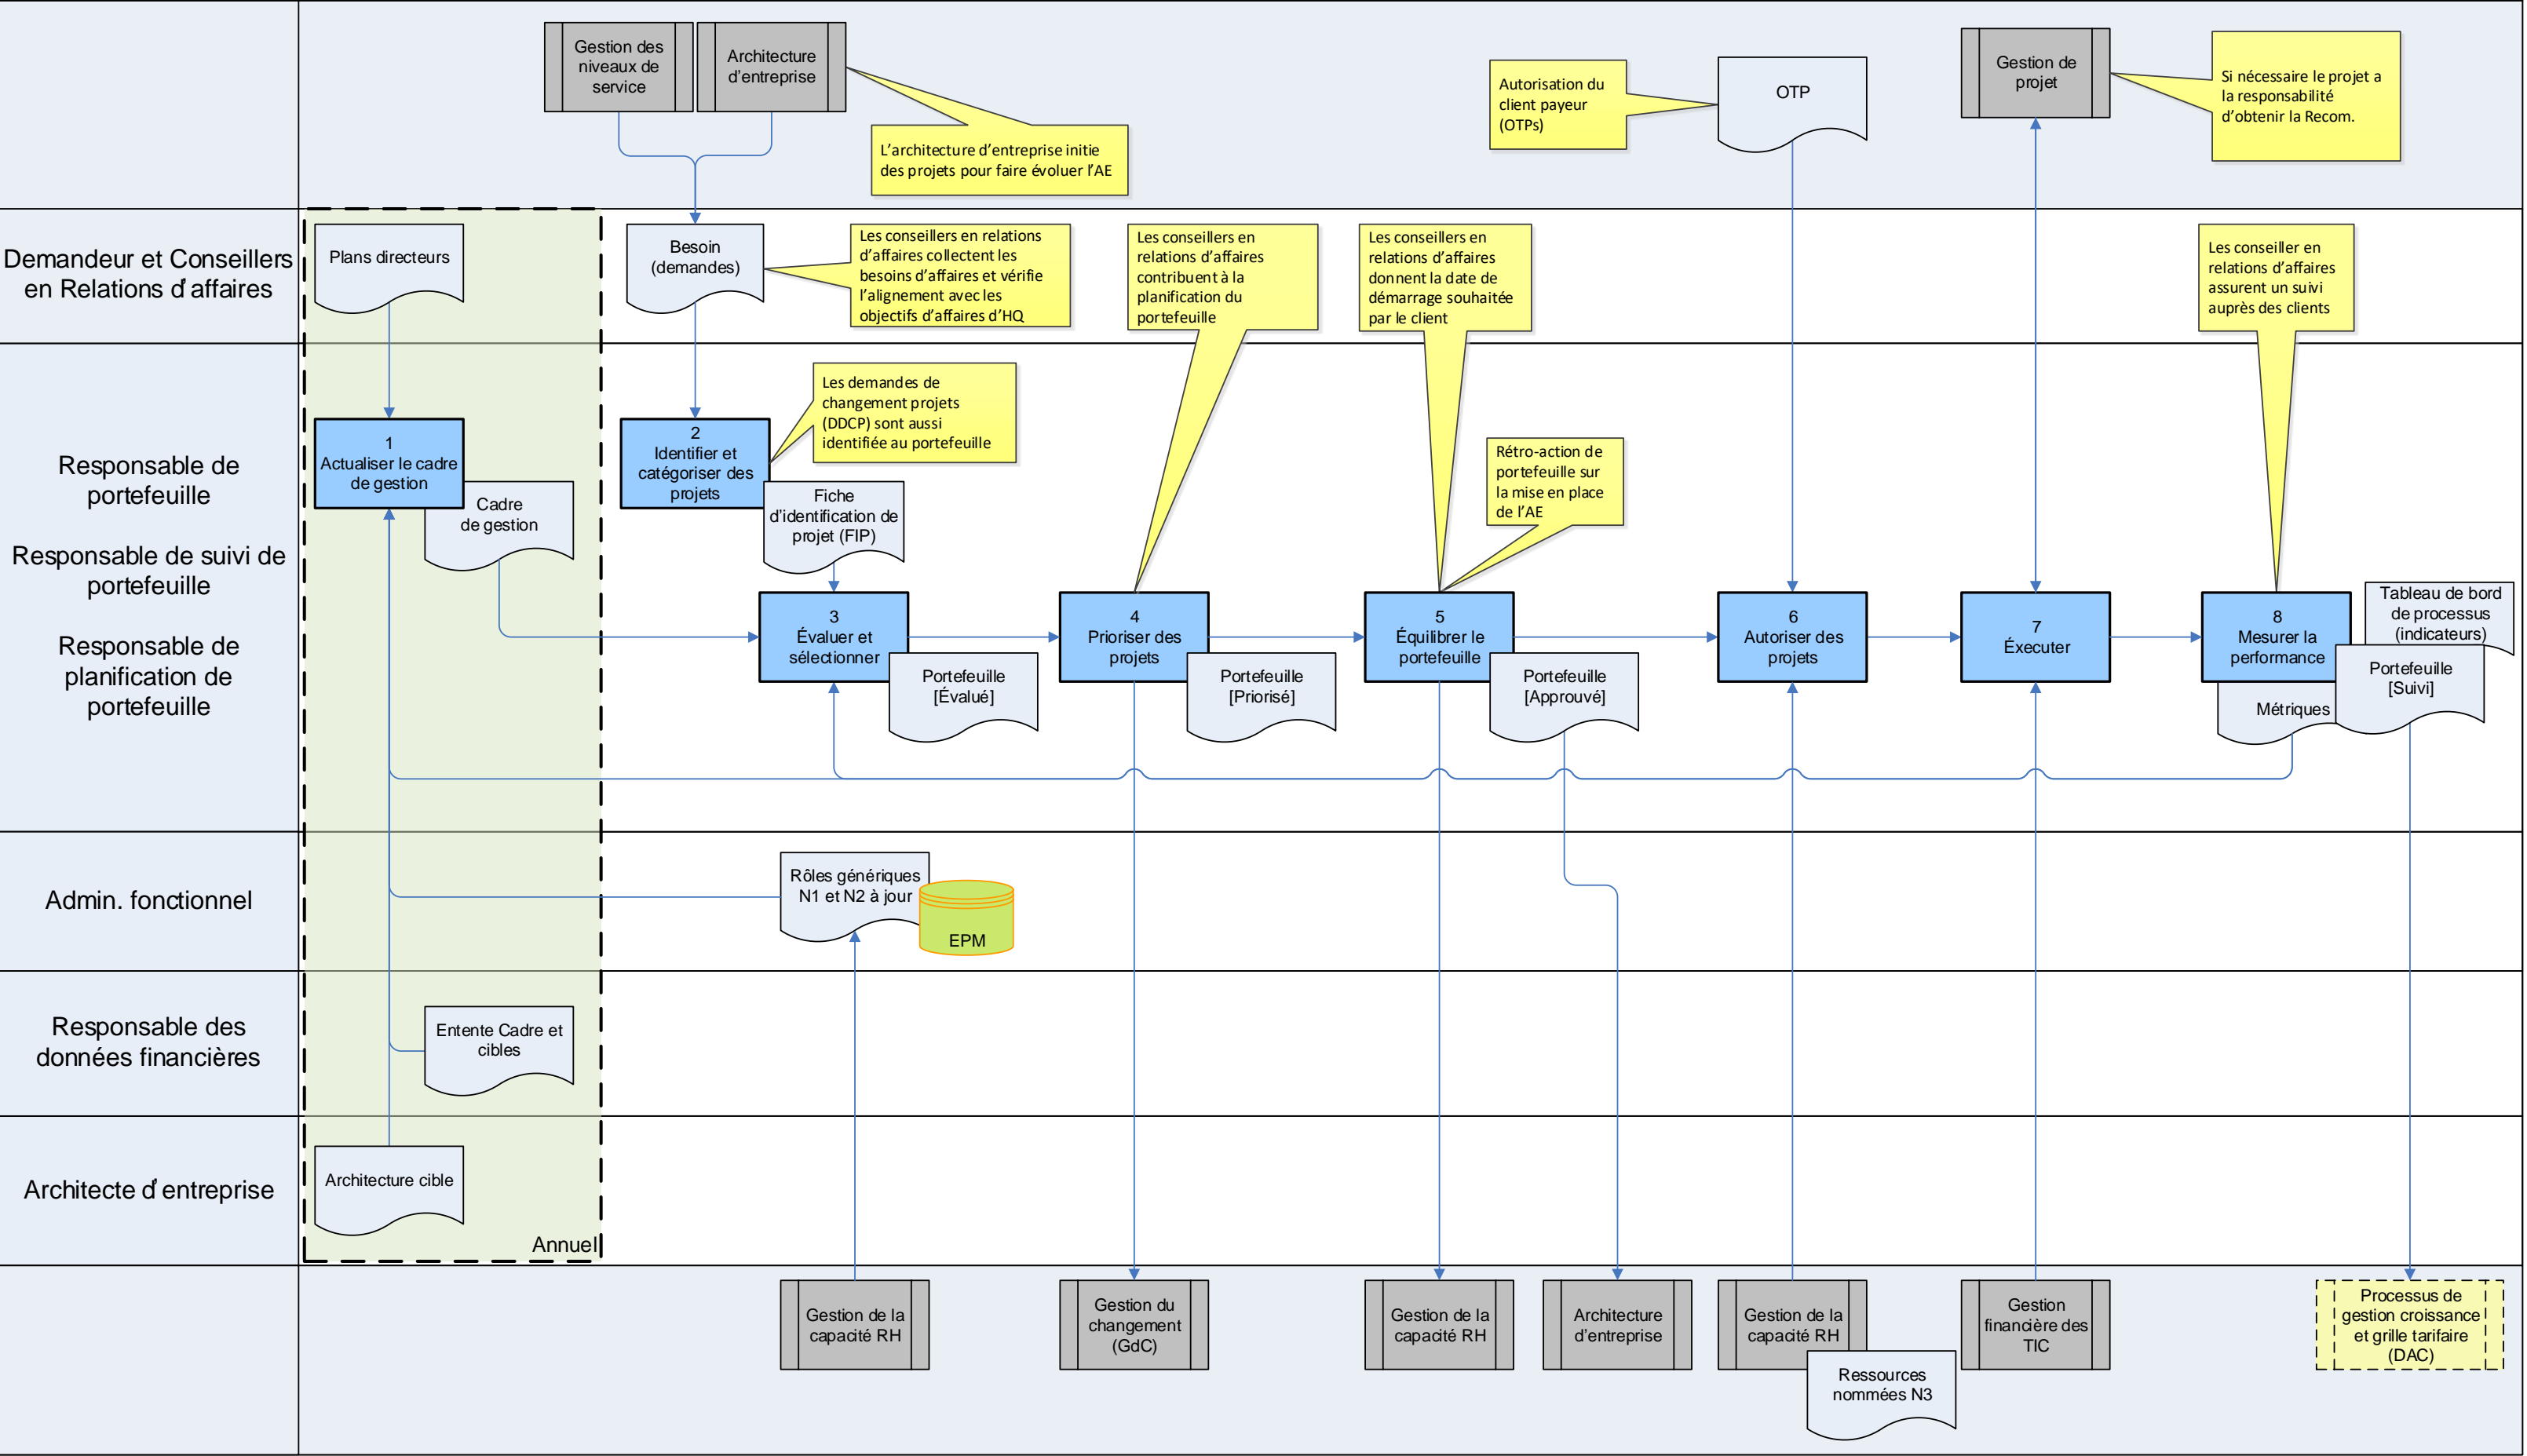 Gestion des
niveaux de
service
Architecture
d'entreprise
L'architecture d'entreprise initie
des projets pour faire évoluer l'AE
Autorisation du
client payeur
(OTPs)
OTP
Gestion de
projet
Si nécessaire le projet a
la responsabilité
d'obtenir la Recom.
Demandeur et Conseillers
en Relations d'affaires
Plans directeurs
Besoin
(demandes)
Les conseillers en relations
d'affaires collectent les
besoins d'affaires et vérifie
l'alignement avec les
objectifs d'affaires d'HQ
Les conseillers en
relations d'affaires
contribuent à la
planification du
portefeuille
Les conseillers en
relations d'affaires
donnent la date de
démarrage souhaitée
par le client
Les conseiller en
relations d'affaires
assurent un suivi
auprès des clients
Responsable de
portefeuille
Responsable de suivi de
portefeuille
Responsable de
planification de
portefeuille
1
Actualiser le cadre
de gestion
Cadre
de gestion
2
Identifier et
catégoriser des
projets
Les demandes de
changement projets
(DDCP) sont aussi
identifiée au portefeuille
Fiche
d'identification de
projet (FIP)
Rétro-action de
portefeuille sur
la mise en place
de l'AE
3
Évaluer et
sélectionner
Portefeuille
[Évalué]
4
Prioriser des
projets
Portefeuille
[Priorisé]
5
Équilibrer le
portefeuille
Portefeuille
[Approuvé]
6
Autoriser des
projets
7
Éxecuter
8
Mesurer la
performance
Tableau de bord
de processus
(indicateurs)
Portefeuille
[Suivi]
Métriques
Admin. fonctionnel
Rôles génériques
N1 et N2 à jour
EPM
Responsable des
données financières
Entente Cadre et
cibles
Architecte d'entreprise
Architecture cible
Annuel
Gestion de la
capacité RH
Gestion du
changement
(GdC)
Gestion de la
capacité RH
Architecture
d'entreprise
Gestion de la
capacité RH
Ressources
nommées N3
Gestion
financière des
TIC
Processus de
gestion croissance
et grille tarifaire
(DAC)